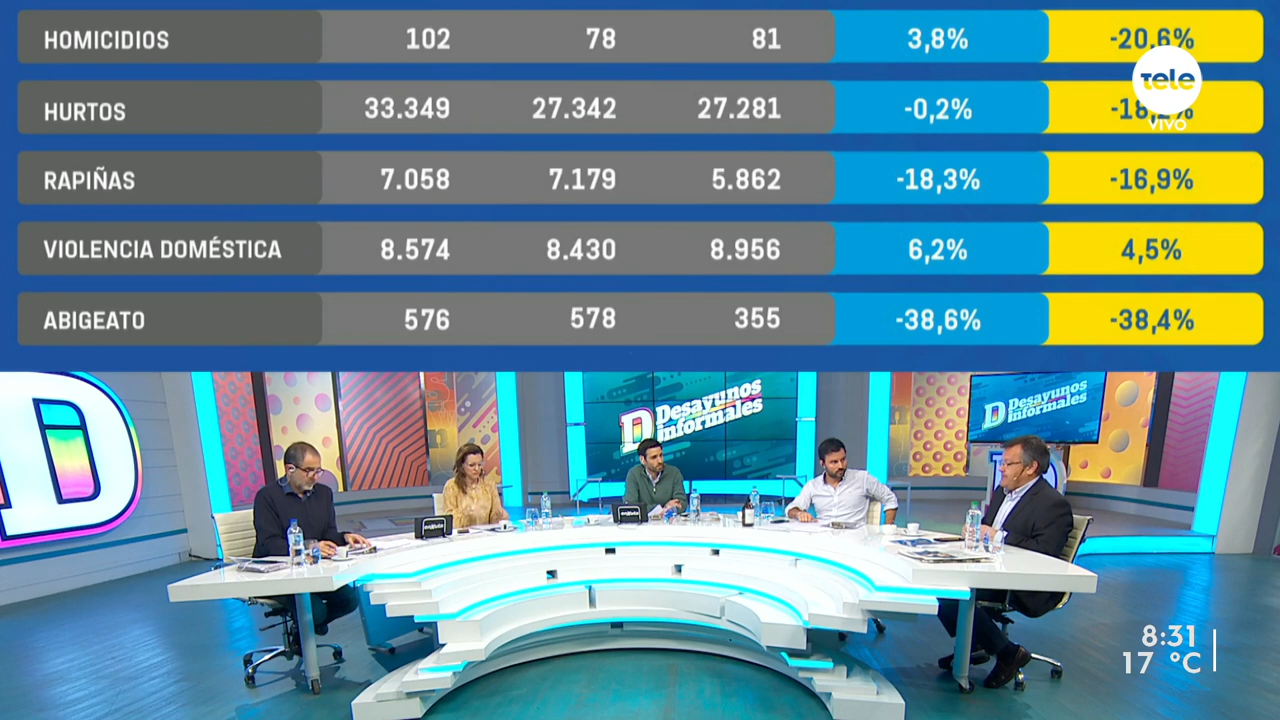 HOMICIDIOS 102 78 81 3,8% -20,6%
HURTOS 33.349 27.342 27.281 -0,2%
RAPIÑAS 7.058 7.179 5.862 -18,3% -16,9%
VIOLENCIA DOMÉSTICA 8.574 8.430 8.956 6,2% 4,5%
ABIGEATO 576 578 355 -38,6% -38,4%
tele
VIVO
Di
Desayunos
informales
Desayunos
informales
8:31
17 °C